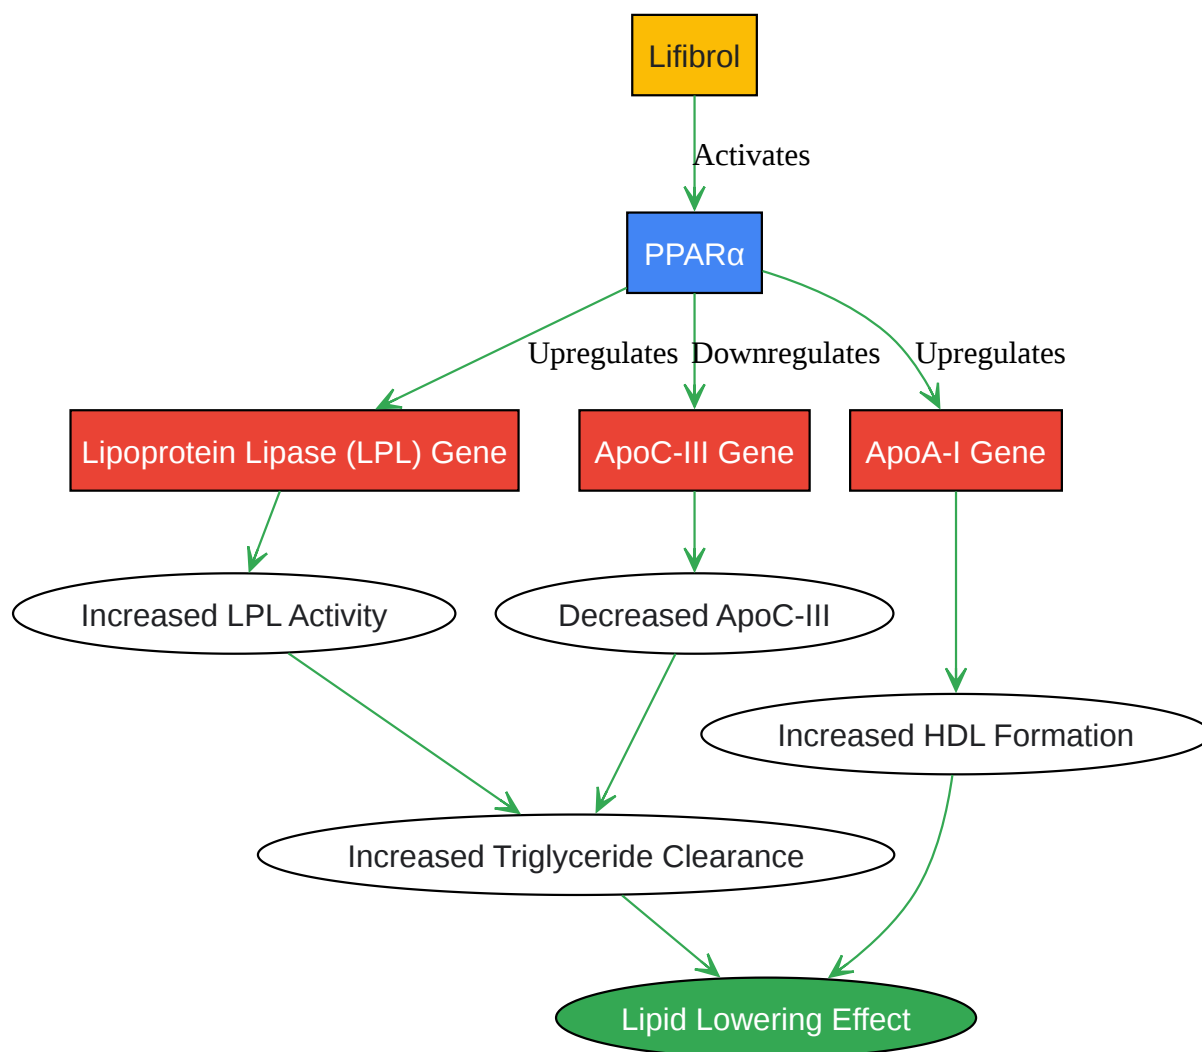 Lifibrol
Activates
PPARα
Upregulates
Downregulates
Upregulates
Lipoprotein Lipase (LPL) Gene
ApoC-III Gene
ApoA-I Gene
Increased LPL Activity
Decreased ApoC-III
Increased HDL Formation
Increased Triglyceride Clearance
Lipid Lowering Effect